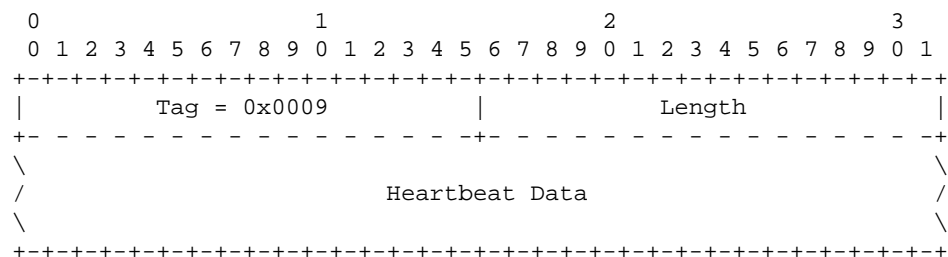 0                   1                   2                   3
 0 1 2 3 4 5 6 7 8 9 0 1 2 3 4 5 6 7 8 9 0 1 2 3 4 5 6 7 8 9 0 1
+-+-+-+-+-+-+-+-+-+-+-+-+-+-+-+-+-+-+-+-+-+-+-+-+-+-+-+-+-+-+-+-+
|         Tag = 0x0009          |            Length             |
+- - - - - - - - - - - - - - - -+- - - - - - - - - - - - - - - -+
\                                                               \
/                         Heartbeat Data                        /
\                                                               \
+-+-+-+-+-+-+-+-+-+-+-+-+-+-+-+-+-+-+-+-+-+-+-+-+-+-+-+-+-+-+-+-+